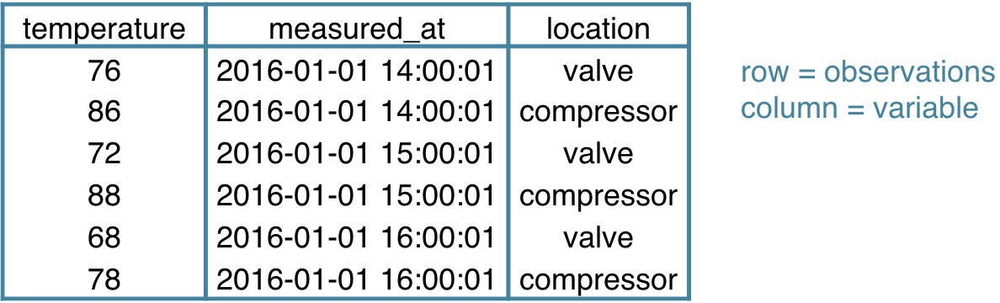 temperature measured_at location
76 2016-01-01 14:00:01 valve
86 2016-01-01 14:00:01 compressor
72 2016-01-01 15:00:01 valve
88 2016-01-01 15:00:01 compressor
68 2016-01-01 16:00:01 valve
78 2016-01-01 16:00:01 compressor
row = observations
column = variable